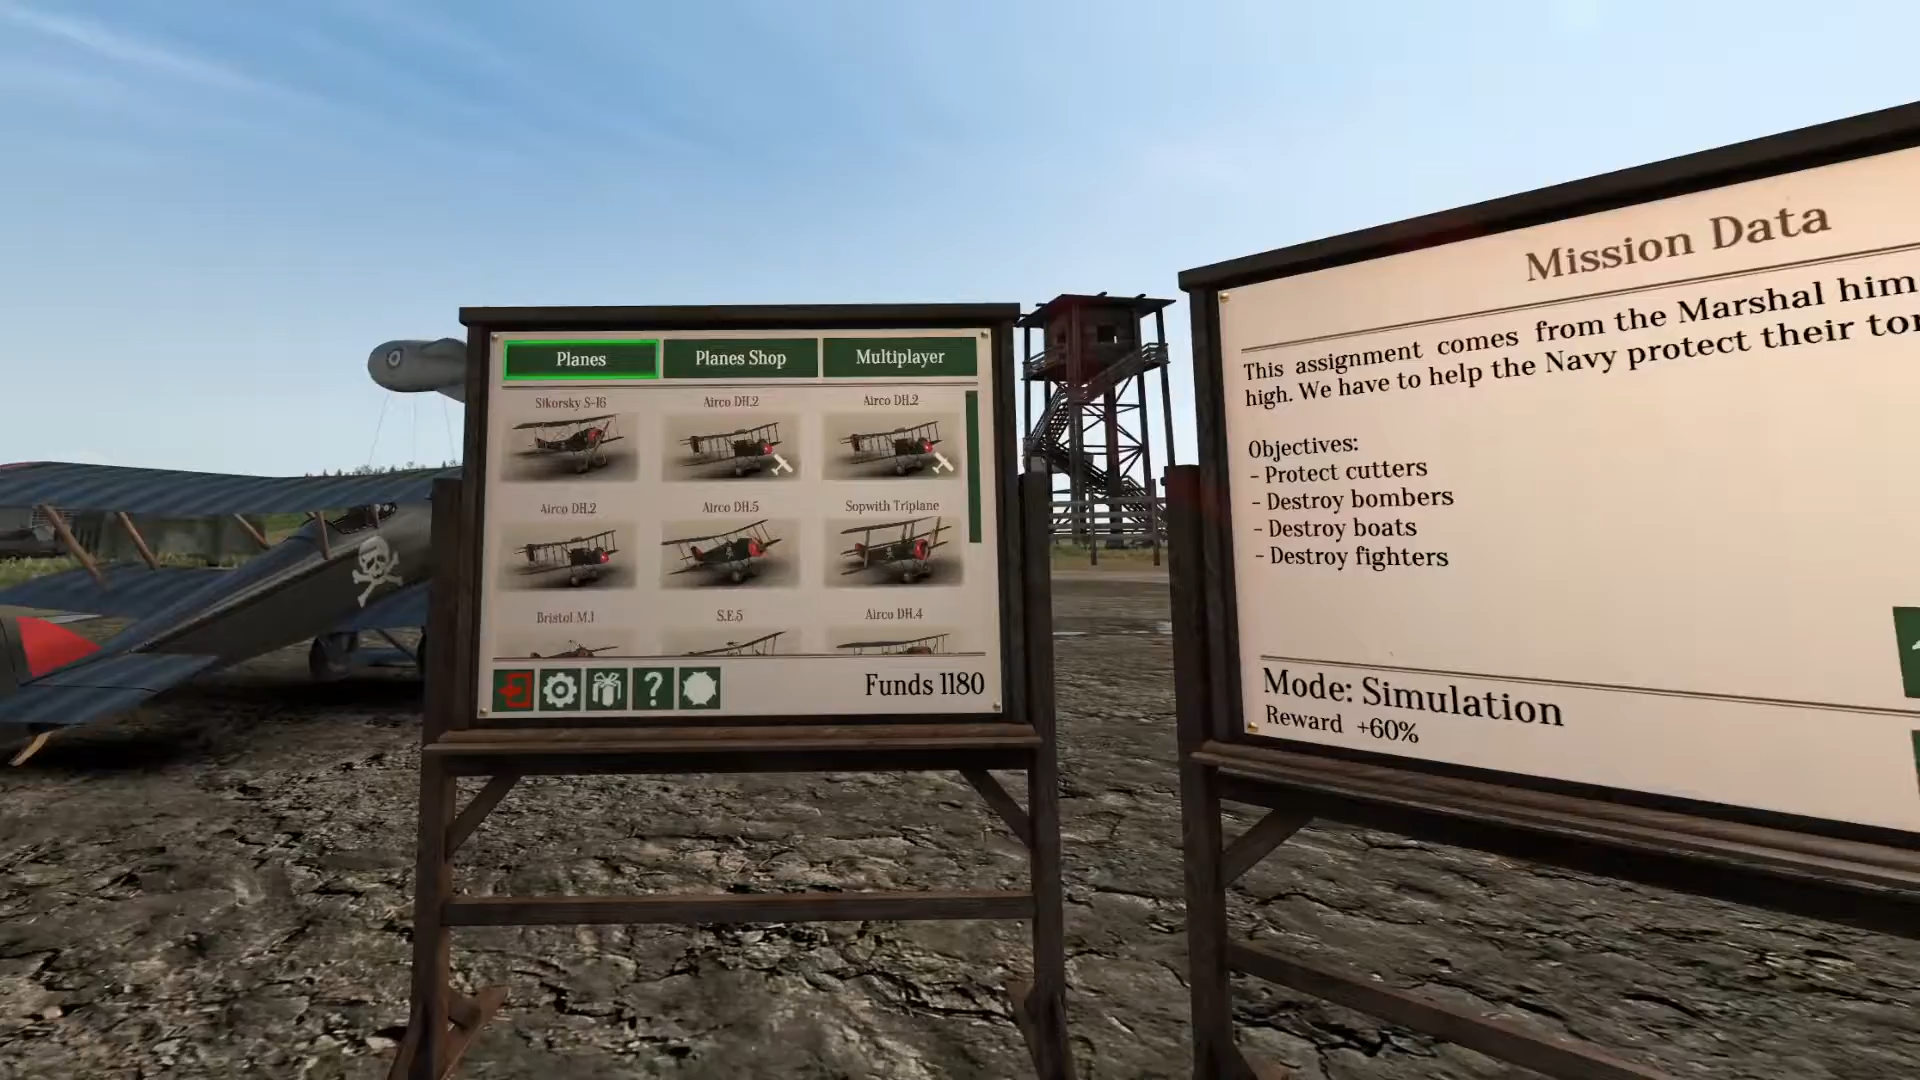 Planes
Planes Shop
Multiplayer
Sikorsky S-16
Airco DH.2
Airco DH.2
Airco DH.2
Airco DH.5
Sopwith Triplane
Bristol M.1
S.E.5
Airco DH.4
?
Funds 1180
Mission Data
This assignment comes from the Marshal
high. We have to help the Navy protect their
Objectives:
- Protect cutters
- Destroy bombers
- Destroy boats
- Destroy fighters
Mode: Simulation
Reward +60%